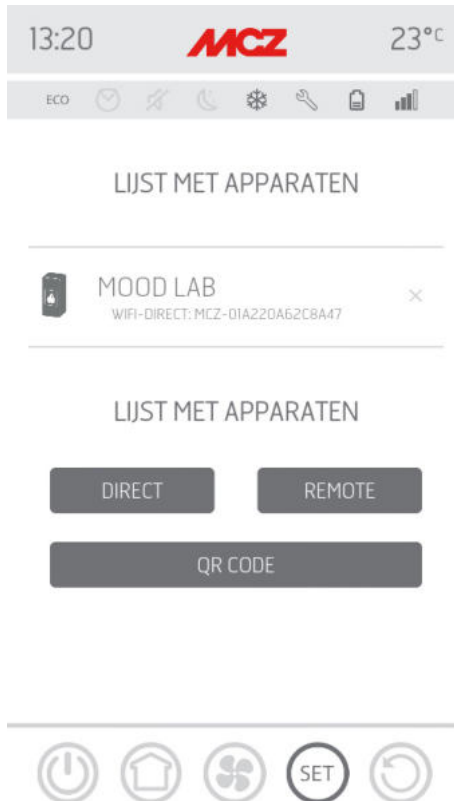 13:20 MCZ 23°C
ECO
LIJST MET APPARATEN
MOOD LAB
WIFI-DIRECT: MCZ-01A220A62C8A47
LIJST MET APPARATEN
DIRECT REMOTE
QR CODE
SET